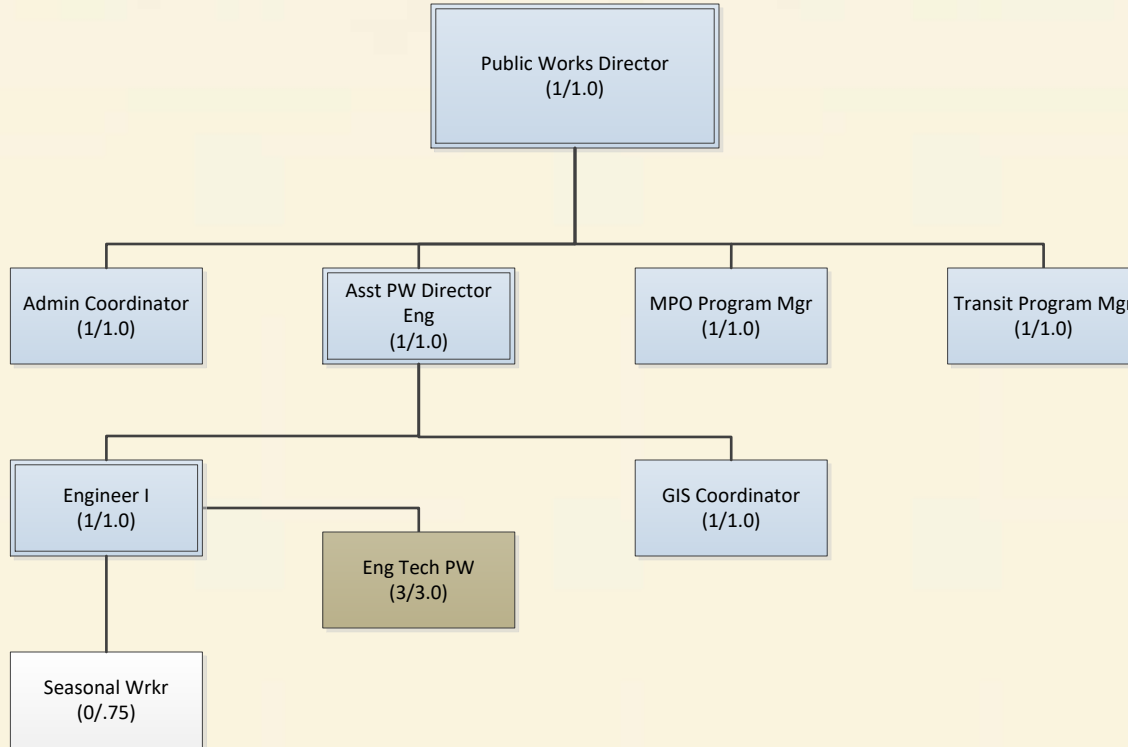 Public Works Director
(1/1.0)
Admin Coordinator
(1/1.0)
Asst PW Director
Eng
(1/1.0)
MPO Program Mgr
(1/1.0)
Transit Program Mgr
(1/1.0)
Engineer I
(1/1.0)
GIS Coordinator
(1/1.0)
Eng Tech PW
(3/3.0)
Seasonal Wrkr
(0/.75)